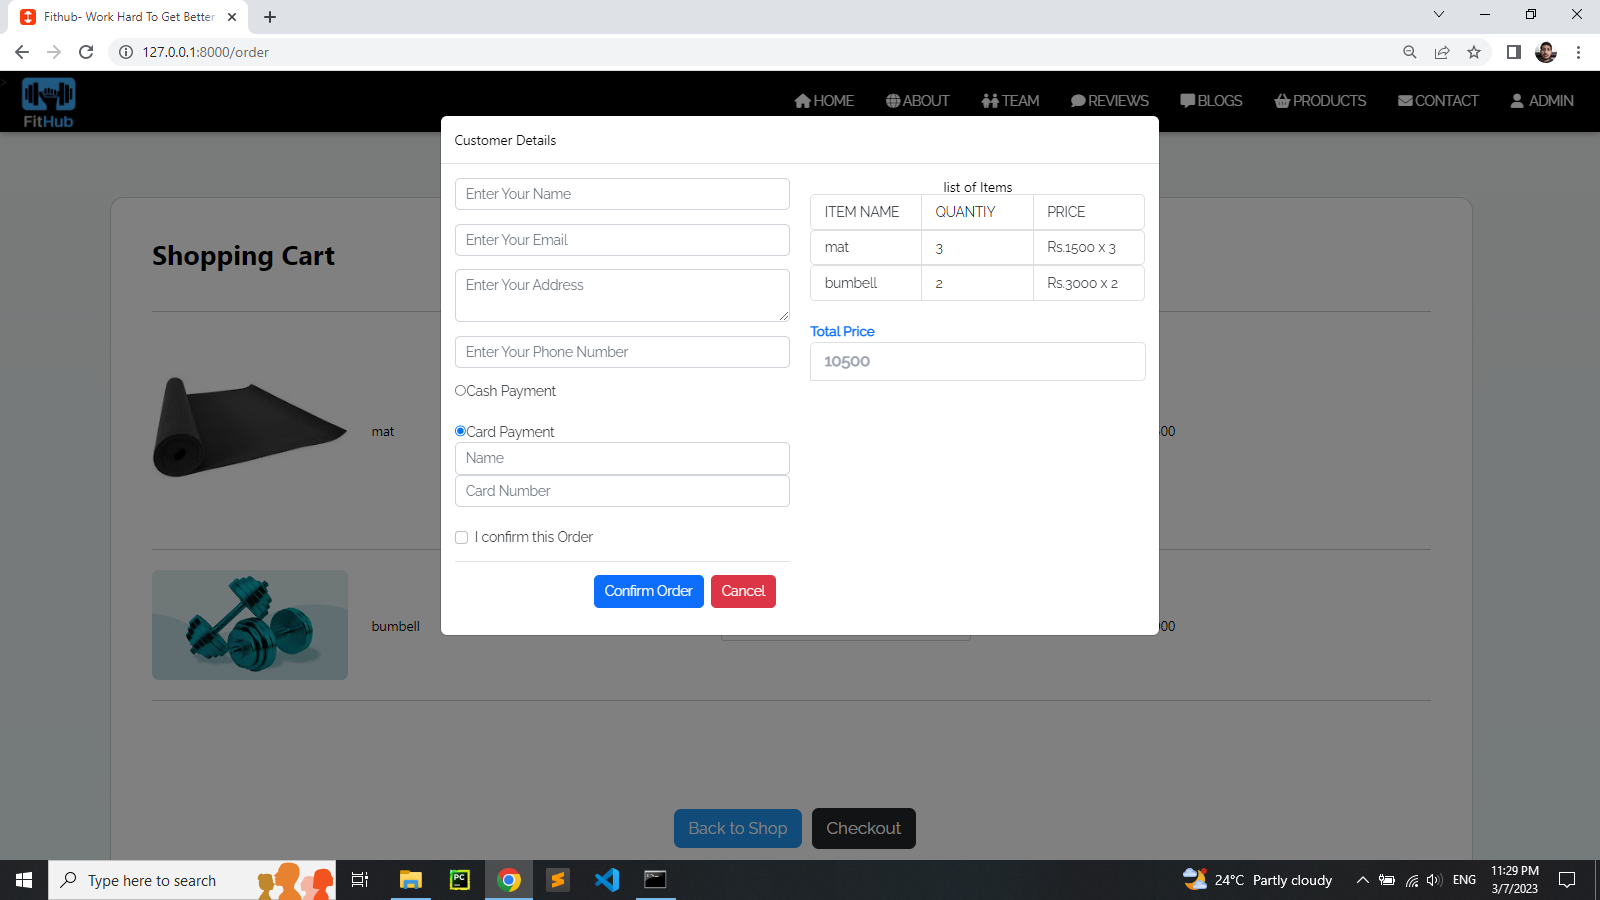 Fithub- Work Hard To Get Better
127.0.0.1:8000/order
FitHub
HOME ABOUT TEAM REVIEWS BLOGS PRODUCTS CONTACT ADMIN
Customer Details
Enter Your Name
Enter Your Email
Enter Your Address
Enter Your Phone Number
Cash Payment
Card Payment
Name
Card Number
I confirm this Order
Confirm Order Cancel
list of Items
ITEM NAME QUANTIY PRICE
mat 3 Rs.1500 x 3
bumbell 2 Rs.3000 x 2
Total Price
10500
Shopping Cart
mat
bumbell
Back to Shop Checkout
Type here to search
PC
24°C Partly cloudy
ENG
11:29 PM
3/7/2023